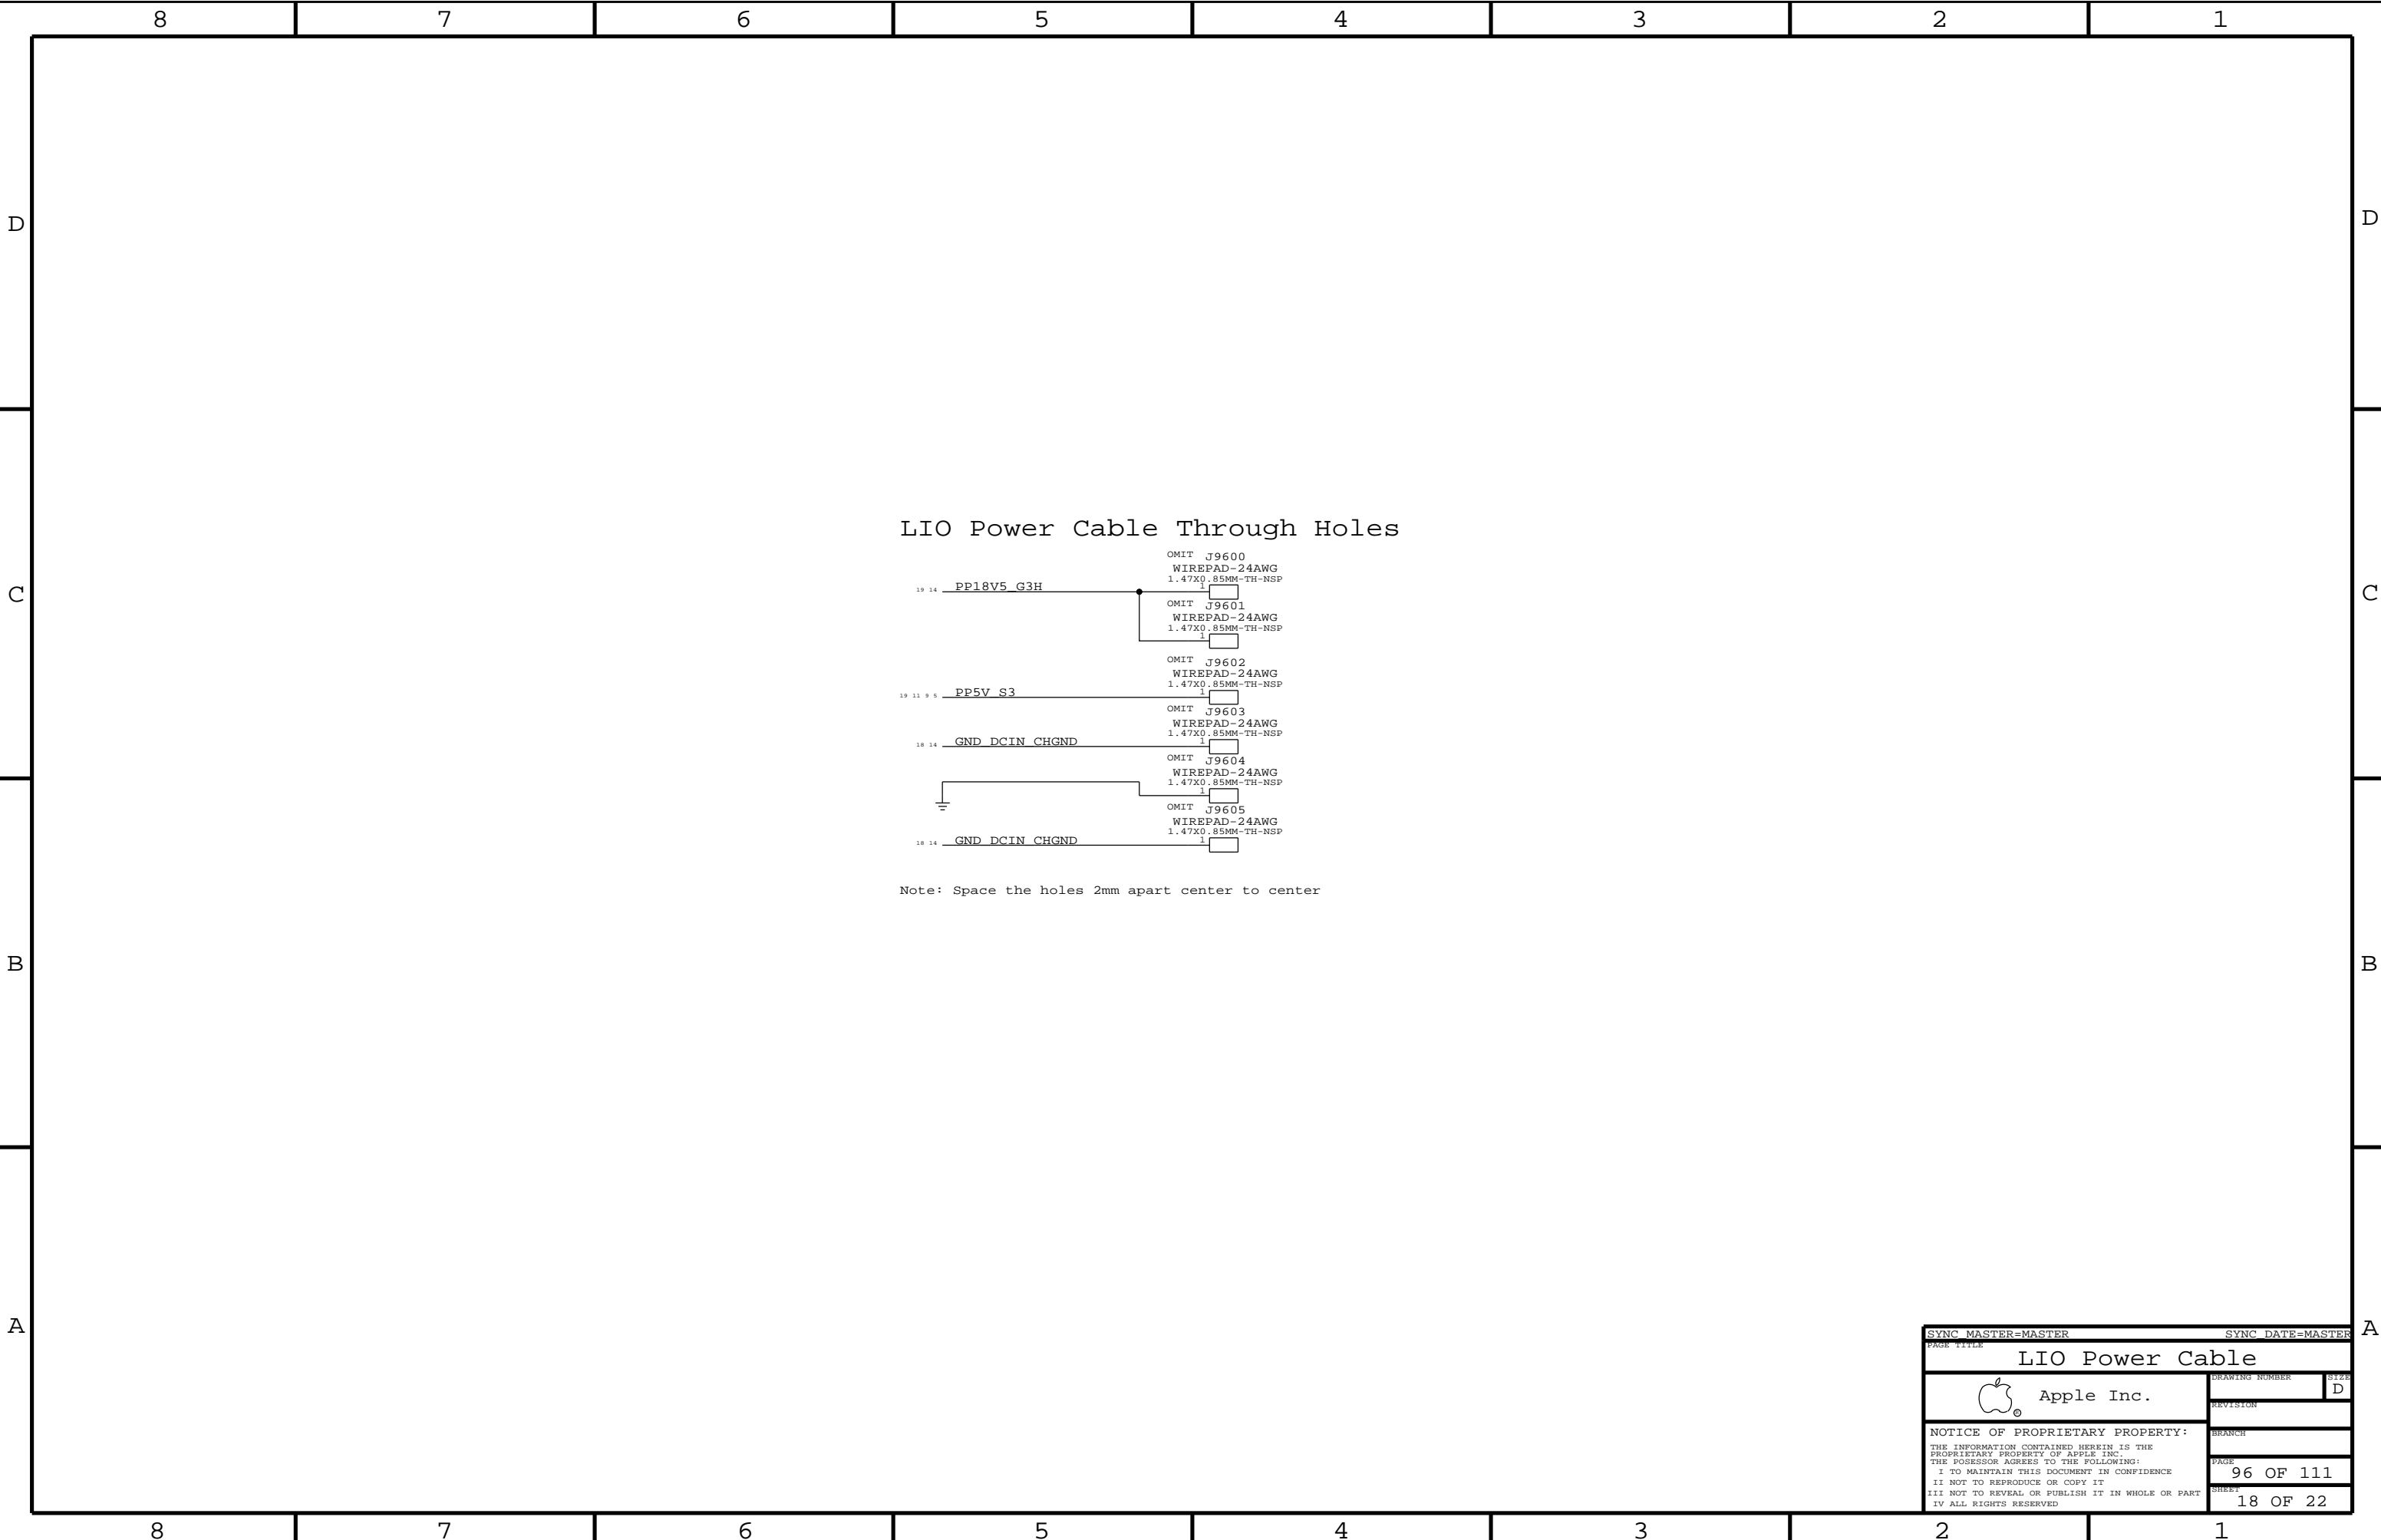 8 7 6 5 4 3 2 1
D D
LIO Power Cable Through Holes
OMIT J9600
WIREPAD-24AWG
1.47X0.85MM-TH-NSP
19 14 PP18V5_G3H 1
C C
OMIT J9601
WIREPAD-24AWG
1.47X0.85MM-TH-NSP
1
OMIT J9602
WIREPAD-24AWG
1.47X0.85MM-TH-NSP
19 11 9 5 PP5V_S3 1
OMIT J9603
WIREPAD-24AWG
1.47X0.85MM-TH-NSP
18 14 GND_DCIN_CHGND 1
OMIT J9604
WIREPAD-24AWG
1.47X0.85MM-TH-NSP
1
OMIT J9605
WIREPAD-24AWG
1.47X0.85MM-TH-NSP
18 14 GND_DCIN_CHGND 1
Note: Space the holes 2mm apart center to center
B B
A A
SYNC_MASTER=MASTER SYNC_DATE=MASTER
PAGE TITLE
LIO Power Cable
Apple Inc.
®
DRAWING NUMBER
SIZE
D
REVISION
BRANCH
NOTICE OF PROPRIETARY PROPERTY:
THE INFORMATION CONTAINED HEREIN IS THE
PROPRIETARY PROPERTY OF APPLE INC.
THE POSESSOR AGREES TO THE FOLLOWING:
I TO MAINTAIN THIS DOCUMENT IN CONFIDENCE
II NOT TO REPRODUCE OR COPY IT
III NOT TO REVEAL OR PUBLISH IT IN WHOLE OR PART
IV ALL RIGHTS RESERVED
PAGE
96 OF 111
SHEET
18 OF 22
8 7 6 5 4 3 2 1